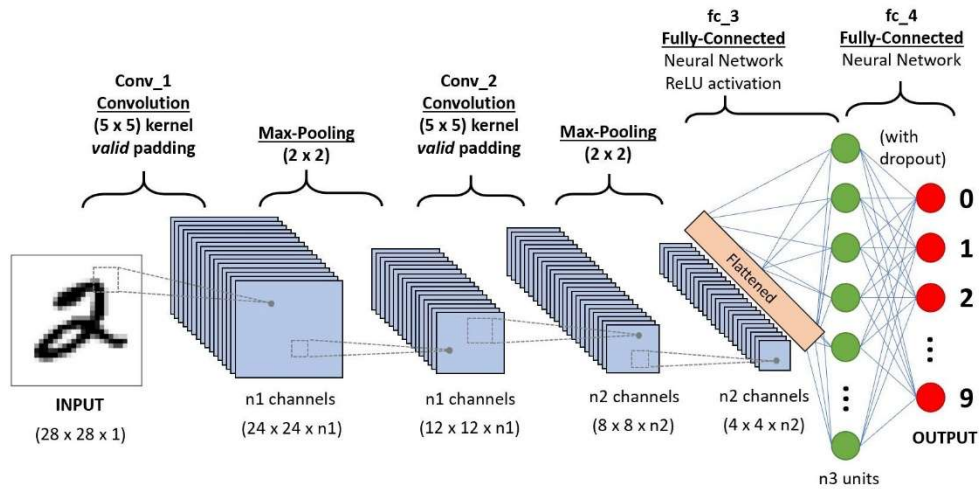 fc_3
Fully-Connected
Neural Network
ReLU activation
fc_4
Fully-Connected
Neural Network
Conv_1
Convolution
(5 x 5) kernel
valid padding
Max-Pooling
(2 x 2)
Conv_2
Convolution
(5 x 5) kernel
valid padding
Max-Pooling
(2 x 2)
(with
dropout)
Flattened
0
1
2
9
INPUT
(28 x 28 x 1)
n1 channels
(24 x 24 x n1)
n1 channels
(12 x 12 x n1)
n2 channels
(8 x 8 x n2)
n2 channels
(4 x 4 x n2)
OUTPUT
n3 units
2